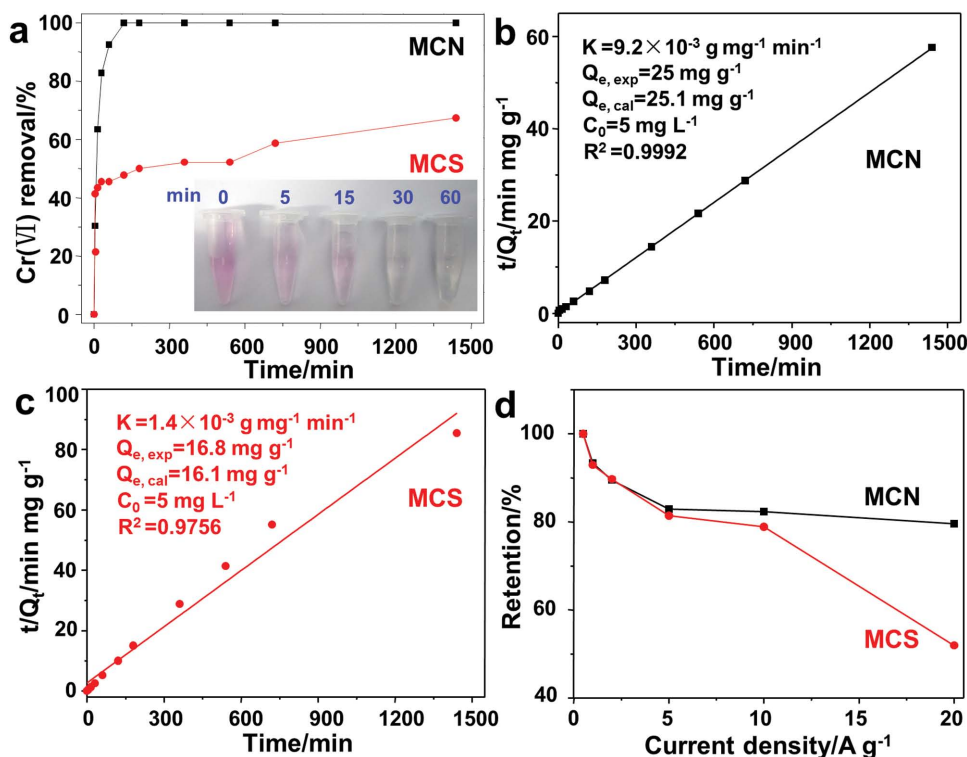 a
Cr(VI) removal/%
100
80
60
40
20
0
MCN
MCS
min 0 5 15 30 60
0 300 600 900 1200 1500
Time/min
b
t/Qt/min mg g-1
60
40
20
0
K =9.2×10-3 g mg-1 min-1
Qe, exp=25 mg g-1
Qe, cal=25.1 mg g-1
C0=5 mg L-1
R2=0.9992
MCN
0 300 600 900 1200 1500
Time/min
c
t/Qt/min mg g-1
100
80
60
40
20
0
K =1.4×10-3 g mg-1 min-1
Qe, exp=16.8 mg g-1
Qe, cal=16.1 mg g-1
C0=5 mg L-1
R2=0.9756
MCS
0 300 600 900 1200 1500
Time/min
d
Retention/%
100
80
60
40
MCN
MCS
0 5 10 15 20
Current density/A g-1